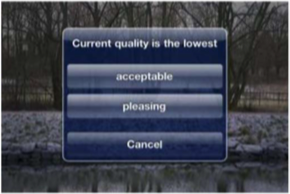 Current quality is the lowest
acceptable
pleasing
Cancel